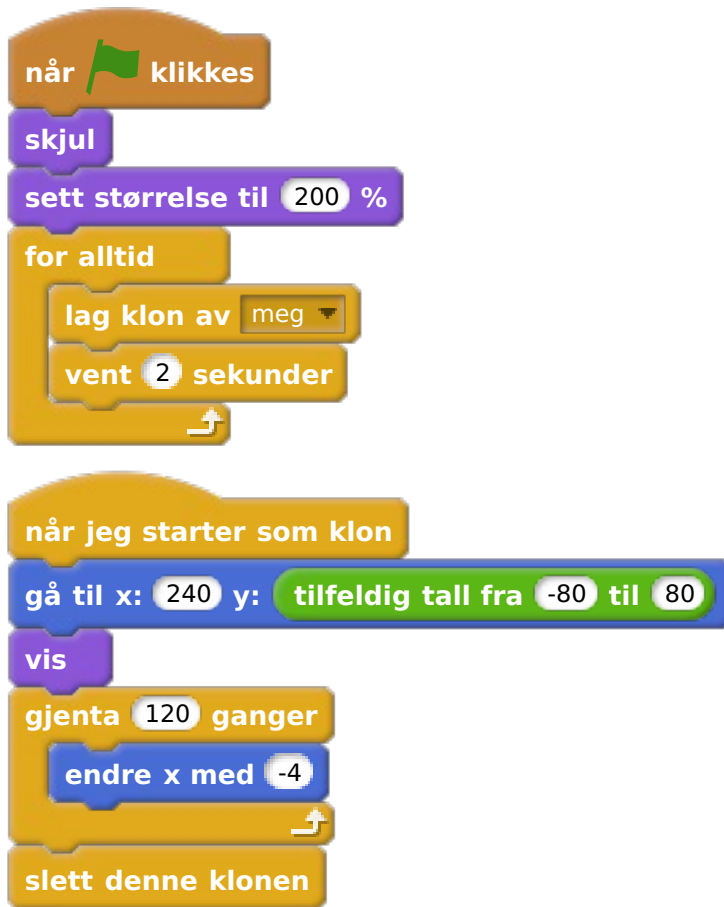 når klikkes
skjul
sett størrelse til 200 %
for alltid
lag klon av meg
vent 2 sekunder
når jeg starter som klon
gå til x: 240 y: tilfeldig tall fra -80 til 80
vis
gjenta 120 ganger
endre x med -4
slett denne klonen